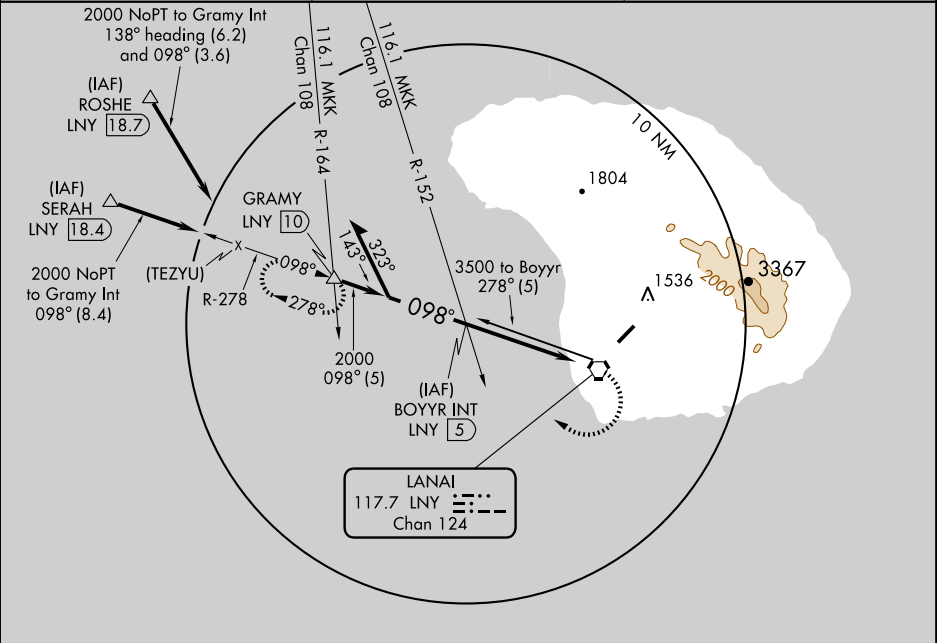 2000 NoPT to Gramy Int
138° heading (6.2)
and 098° (3.6)
(IAF)
ROSHE
LNY 18.7
116.1 MKK
Chan 108
R-164
116.1 MKK
Chan 108
R-152
10 NM
1804
(IAF)
SERAH
LNY 18.4
GRAMY
LNY 10
2000 NoPT
to Gramy Int
098° (8.4)
(TEZYU)
R-278
098°
278°
143°
323°
2000
098° (5)
098°
3500 to Boyyr
278° (5)
1536
2000
3367
(IAF)
BOYYR INT
LNY 5
LANAI
117.7 LNY
Chan 124